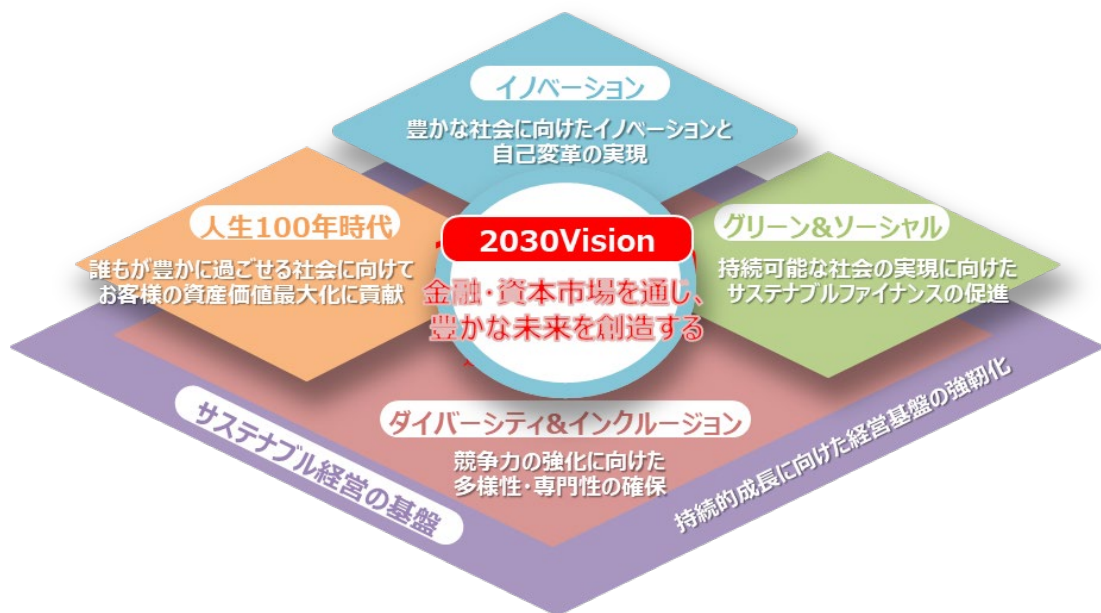 イノベーション
豊かな社会に向けたイノベーションと
自己変革の実現
人生100年時代
誰もが豊かに過ごせる社会に向けて
お客様の資産価値最大化に貢献
2030Vision
金融・資本市場を通じ、
豊かな未来を創造する
グリーン&ソーシャル
持続可能な社会の実現に向けた
サステナブルファイナンスの促進
ダイバーシティ&インクルージョン
競争力の強化に向けた
多様性・専門性の確保
サステナブル経営の基盤
持続的成長に向けた経営基盤の強靭化